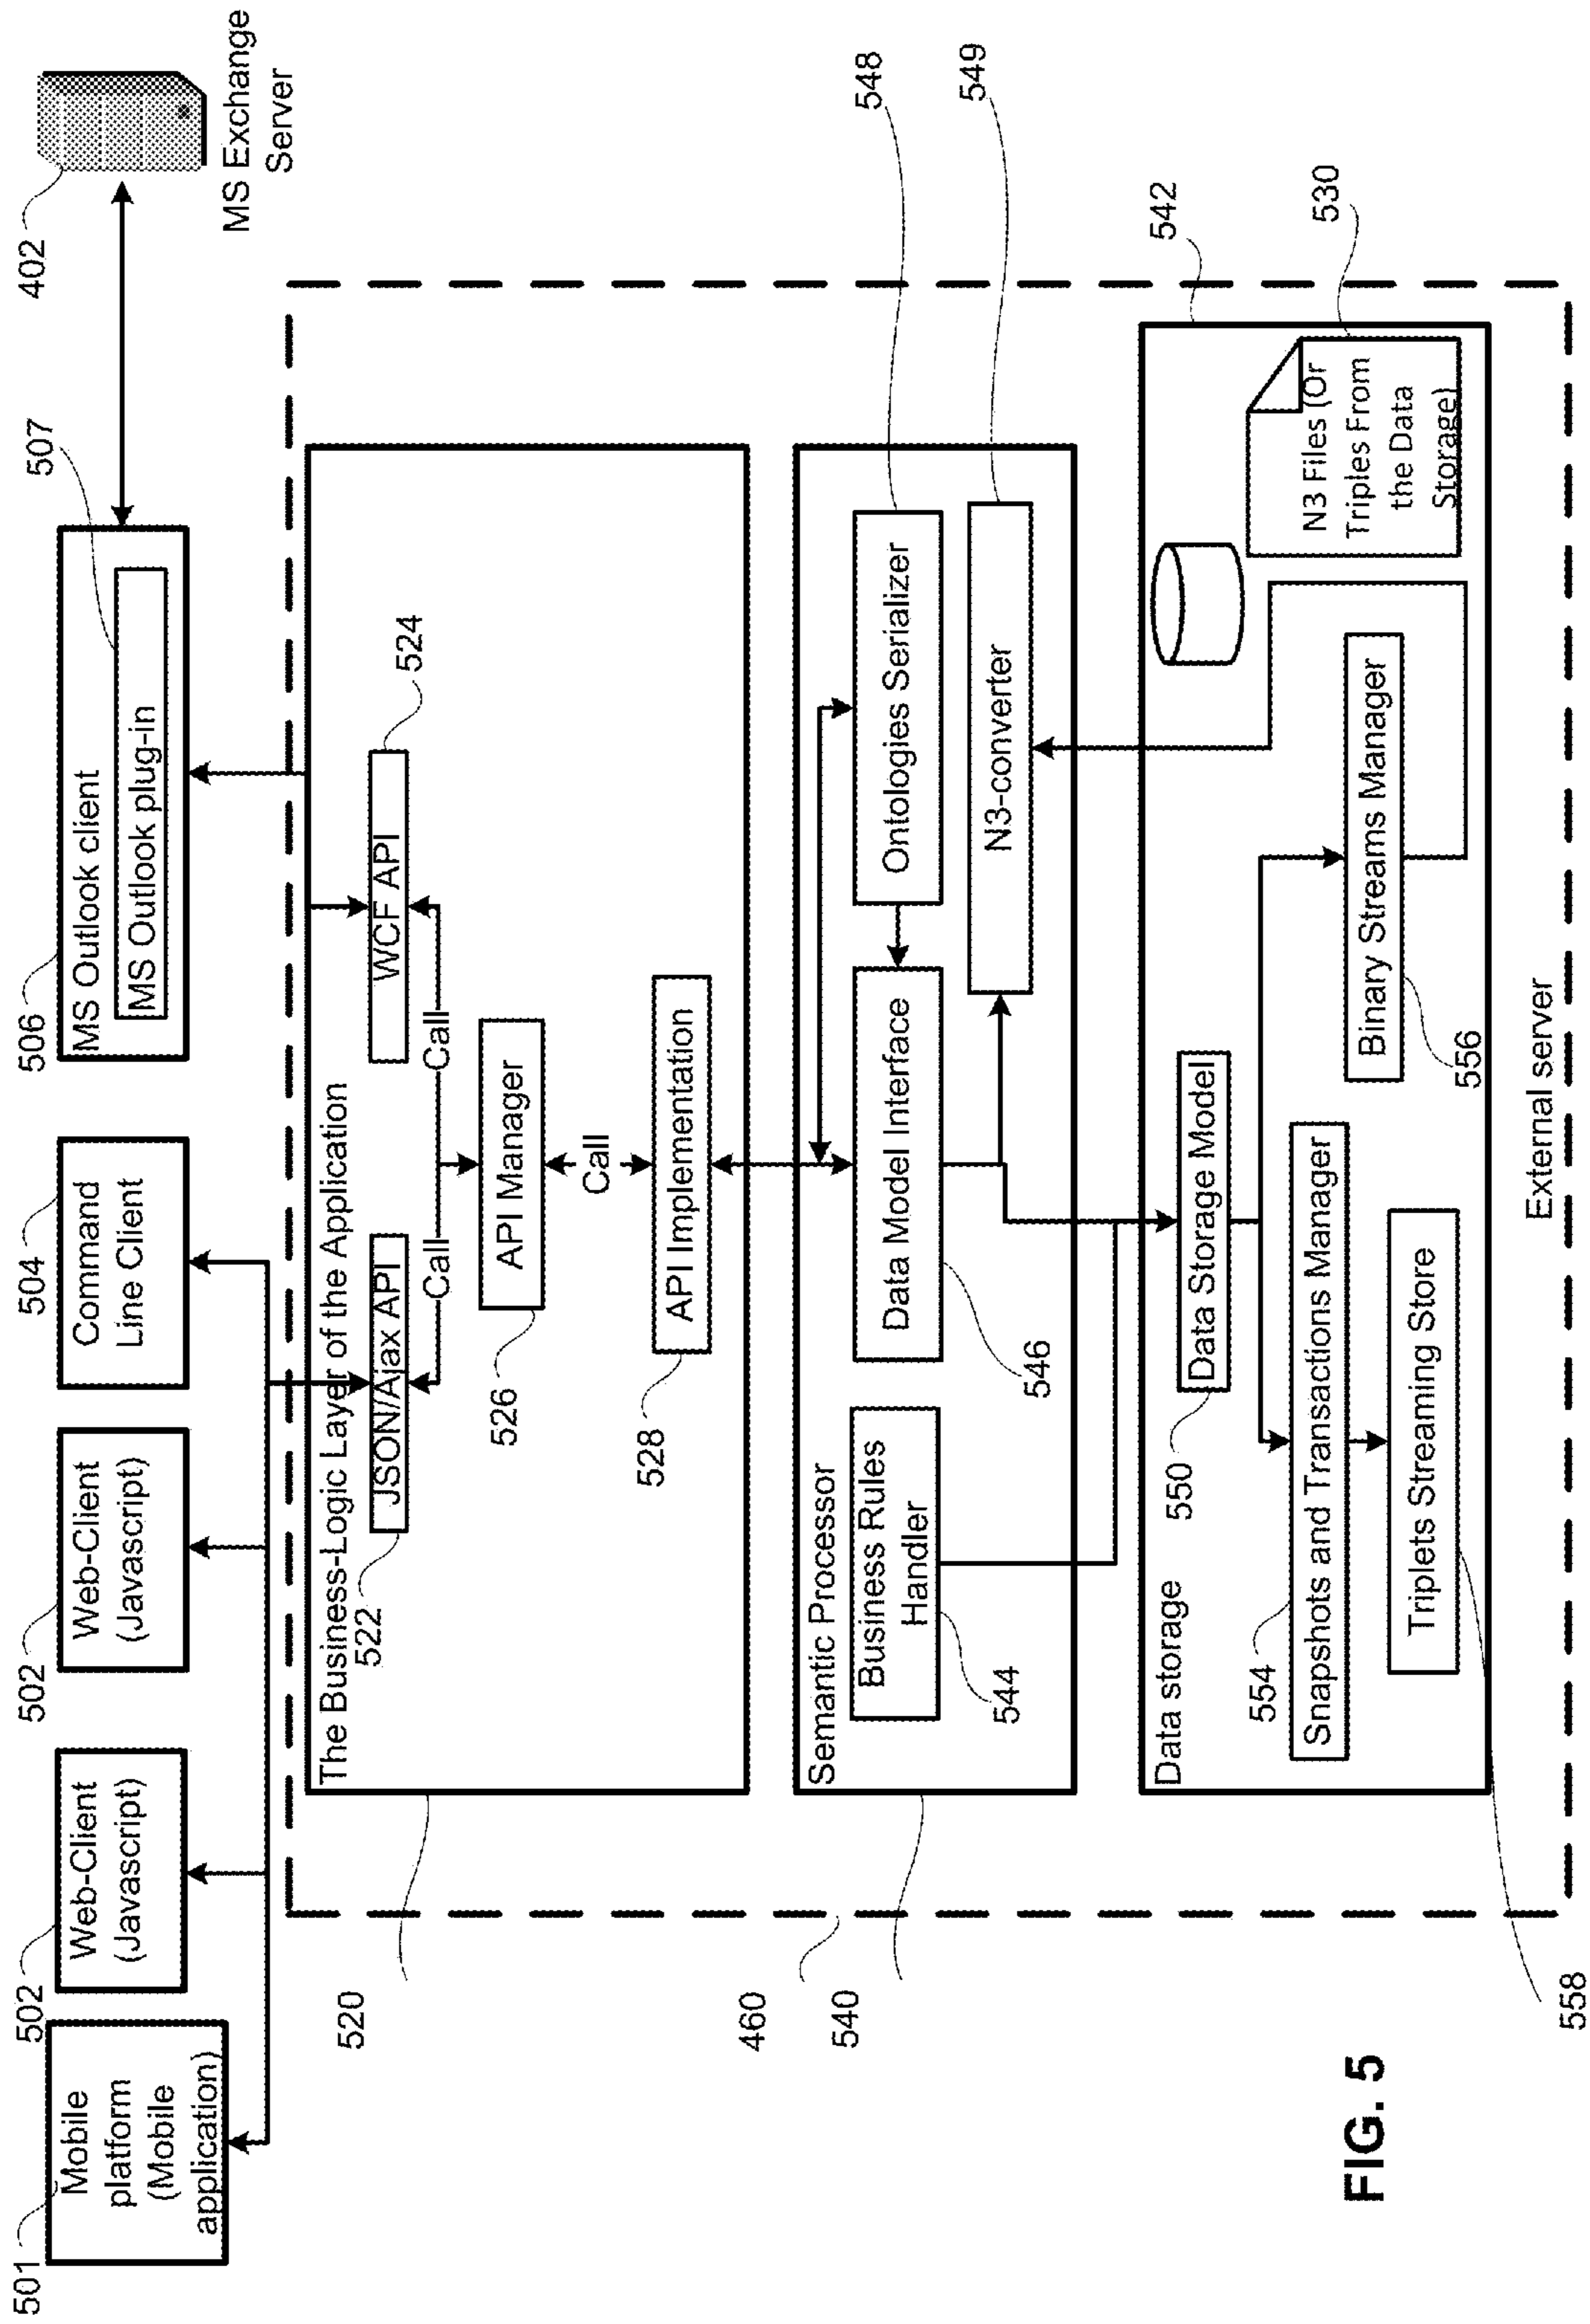 501
Mobile
platform
(Mobile
application)
502
Web-Client
(Javascript)
502
Web-Client
(Javascript)
504
Command
Line Client
506
MS Outlook client
MS Outlook plug-in
507
402
MS Exchange
Server
520
The Business-Logic Layer of the Application
JSON/Ajax API
522
WCF API
524
Call
Call
API Manager
526
Call
API Implementation
528
460
540
Semantic Processor
Business Rules
Handler
544
Data Model Interface
546
Ontologies Serializer
548
N3-converter
549
542
Data storage
Data Storage Model
550
554
Snapshots and Transactions Manager
Triplets Streaming Store
558
Binary Streams Manager
556
N3 Files (Or
Triples From
the Data
Storage)
530
External server
FIG. 5